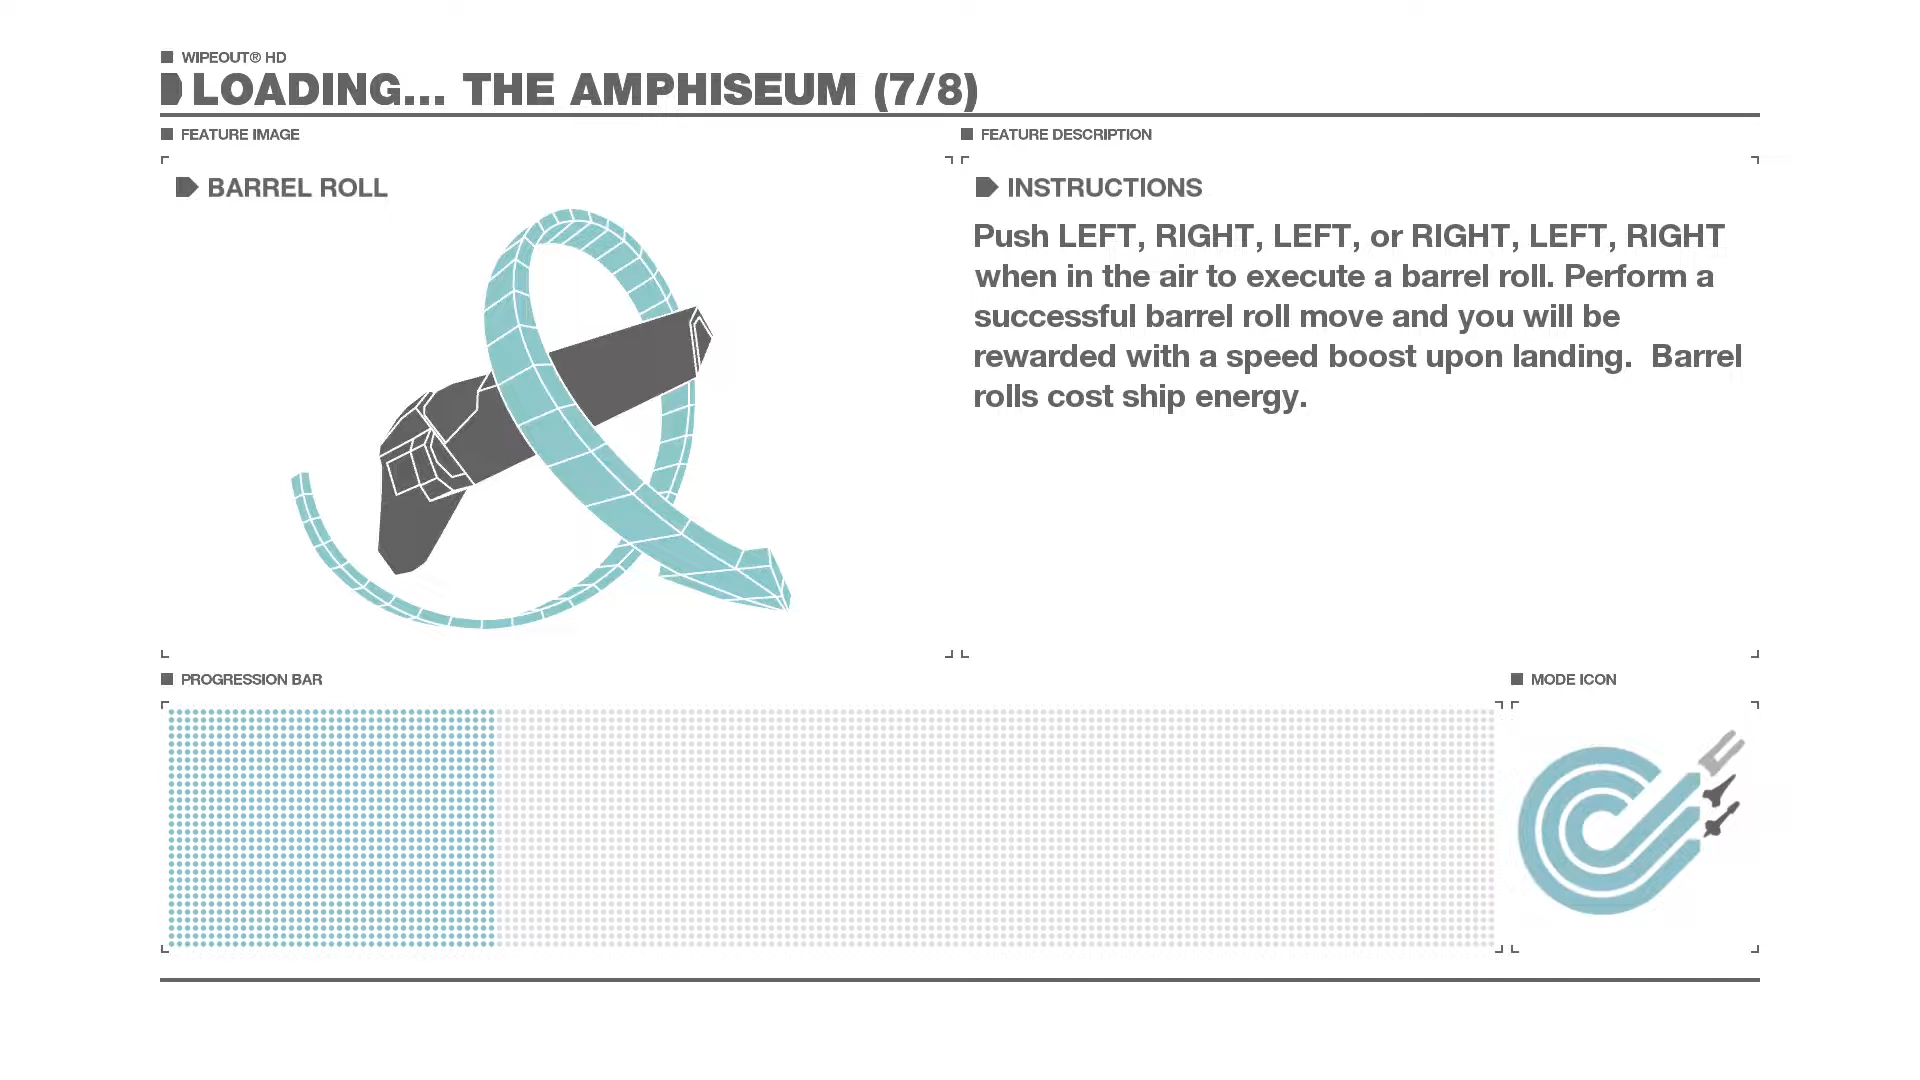 WIPEOUT® HD
LOADING... THE AMPHISEUM (7/8)
FEATURE IMAGE
BARREL ROLL
FEATURE DESCRIPTION
INSTRUCTIONS
Push LEFT, RIGHT, LEFT, or RIGHT, LEFT, RIGHT
when in the air to execute a barrel roll. Perform a
successful barrel roll move and you will be
rewarded with a speed boost upon landing.  Barrel
rolls cost ship energy.
PROGRESSION BAR
MODE ICON